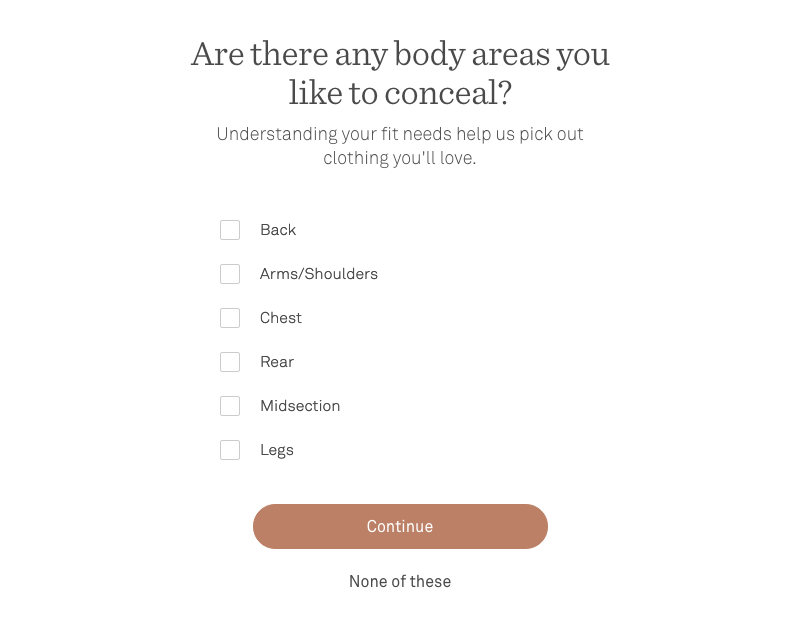 Are there any body areas you
like to conceal?
Understanding your fit needs help us pick out
clothing you'll love.
Back
Arms/Shoulders
Chest
Rear
Midsection
Legs
Continue
None of these